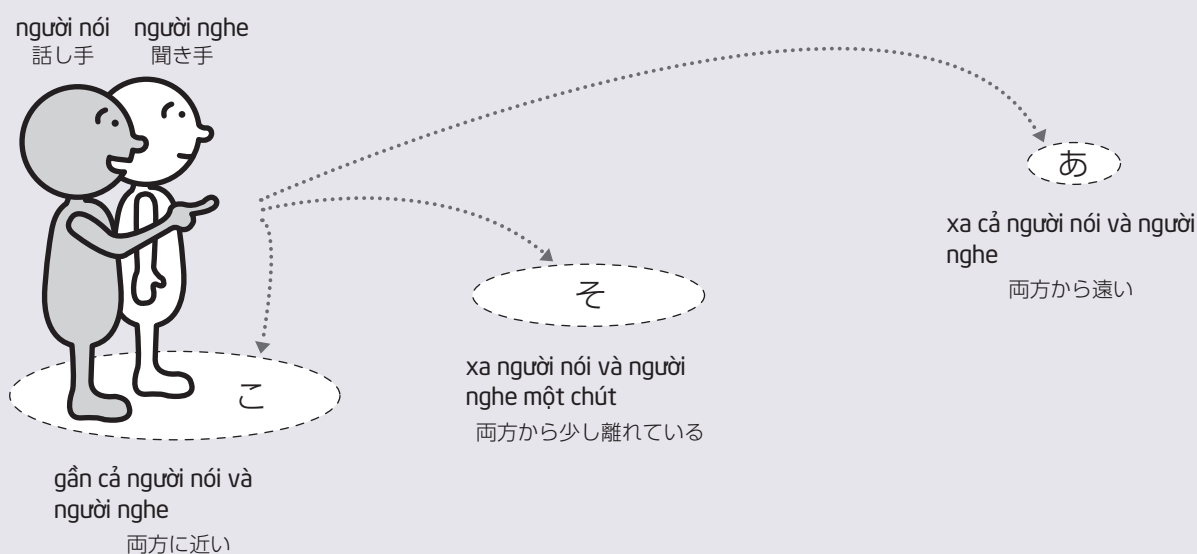 người nói
話し手
người nghe
聞き手
あ
xa cả người nói và người
nghe
両方から遠い
そ
xa người nói và người
nghe một chút
両方から少し離れている
こ
gần cả người nói và
người nghe
両方に近い